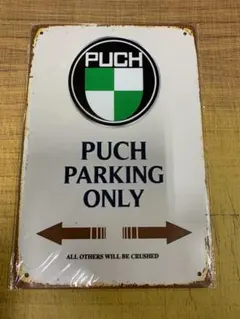 PUCH
PUCH
PARKING
ONLY
ALL OTHERS WILL BE CRUSHED